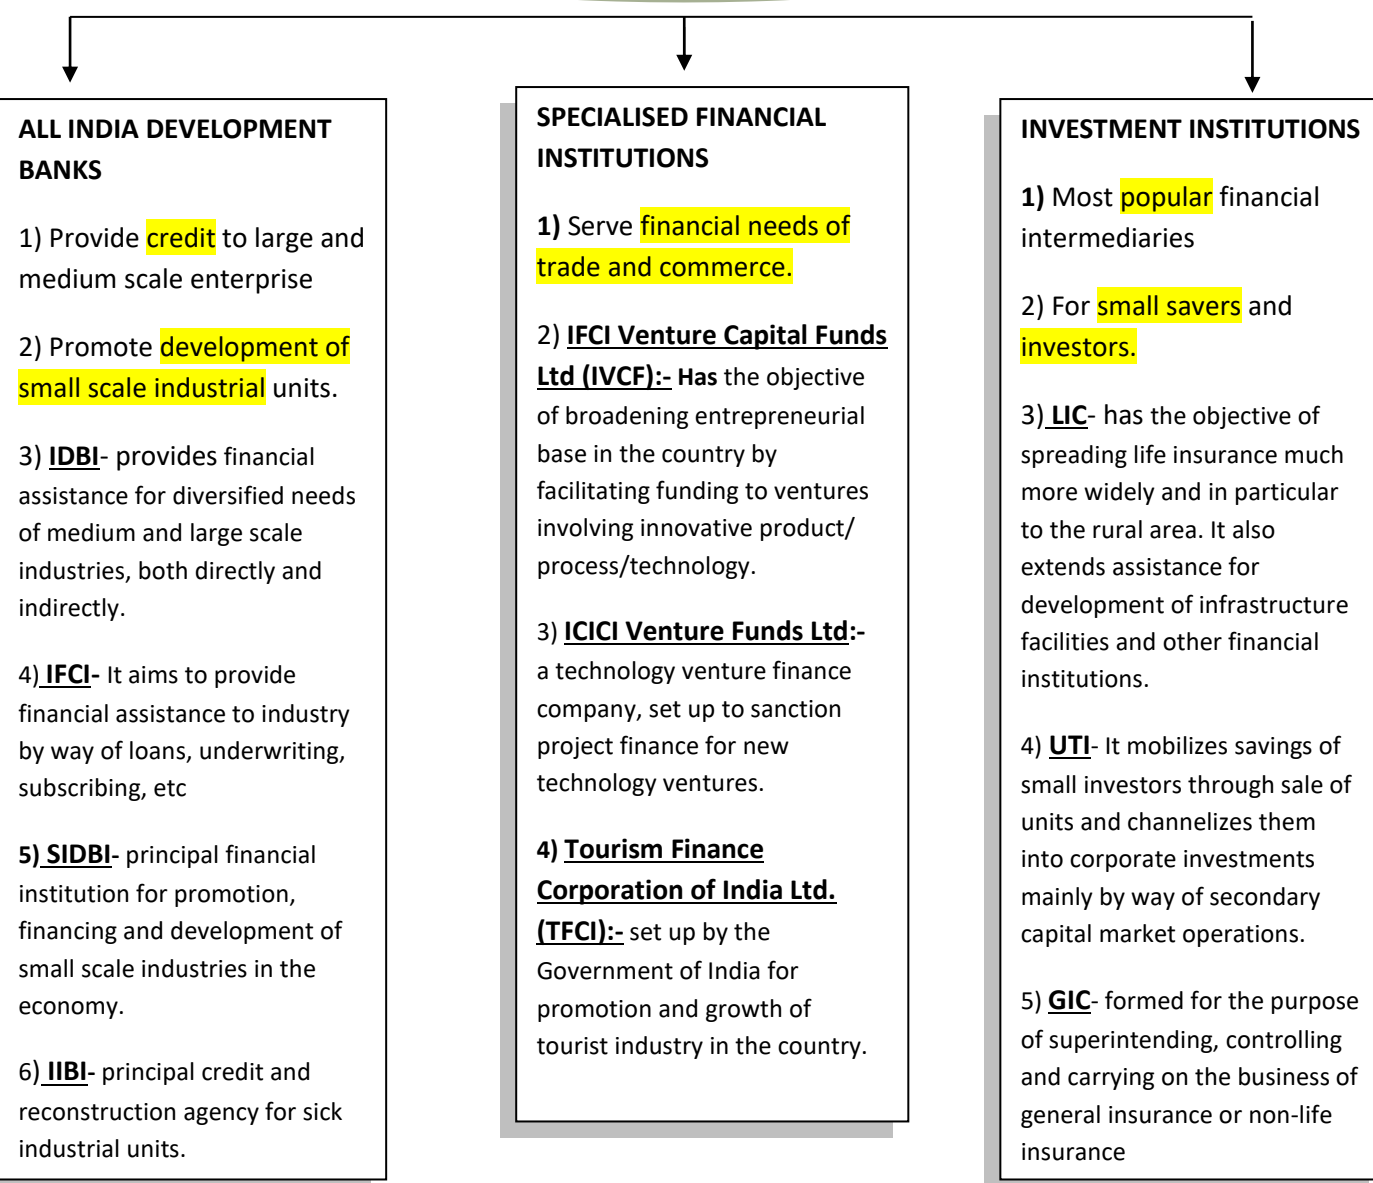 ALL INDIA DEVELOPMENT
BANKS
1) Provide credit to large and
medium scale enterprise
2) Promote development of
small scale industrial units.
3) IDBI- provides financial
assistance for diversified needs
of medium and large scale
industries, both directly and
indirectly.
4) IFCI- It aims to provide
financial assistance to industry
by way of loans, underwriting,
subscribing, etc
5) SIDBI- principal financial
institution for promotion,
financing and development of
small scale industries in the
economy.
6) IIBI- principal credit and
reconstruction agency for sick
industrial units.
SPECIALISED FINANCIAL
INSTITUTIONS
1) Serve financial needs of
trade and commerce.
2) IFCI Venture Capital Funds
Ltd (IVCF):- Has the objective
of broadening entrepreneurial
base in the country by
facilitating funding to ventures
involving innovative product/
process/technology.
3) ICICI Venture Funds Ltd:-
a technology venture finance
company, set up to sanction
project finance for new
technology ventures.
4) Tourism Finance
Corporation of India Ltd.
(TFCI):- set up by the
Government of India for
promotion and growth of
tourist industry in the country.
INVESTMENT INSTITUTIONS
1) Most popular financial
intermediaries
2) For small savers and
investors.
3) LIC- has the objective of
spreading life insurance much
more widely and in particular
to the rural area. It also
extends assistance for
development of infrastructure
facilities and other financial
institutions.
4) UTI- It mobilizes savings of
small investors through sale of
units and channelizes them
into corporate investments
mainly by way of secondary
capital market operations.
5) GIC- formed for the purpose
of superintending, controlling
and carrying on the business of
general insurance or non-life
insurance